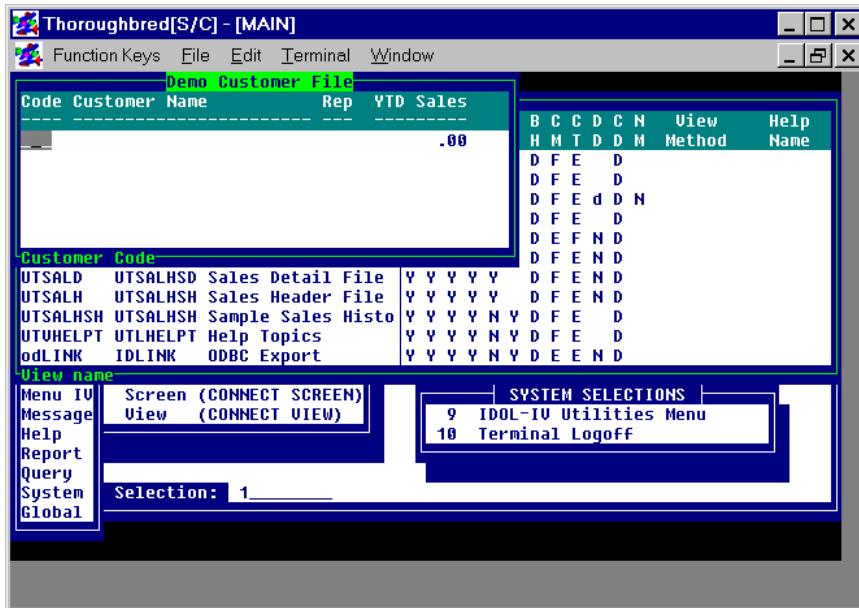 Thoroughbred[S/C] - [MAIN]
Function Keys File Edit Terminal Window
Demo Customer File
Code Customer Name Rep YTD Sales
---- ----------------------- --- ---------
.00
Customer Code
B C C D C N View Help
H M T D D M Method Name
D F E D
D F E D
D F E d D N
D F E D
D E F N D
D F E N D
UTSALD UTSALHSD Sales Detail File Y Y Y Y Y D F E N D
UTSALH UTSALHSH Sales Header File Y Y Y Y Y D F E N D
UTSALHSH UTSALHSH Sample Sales Histo Y Y Y Y N Y D F E D
UTVHELPT UTLHELPT Help Topics Y Y Y Y N Y D F E D
odLINK IDLINK ODBC Export Y Y Y Y N Y D E E N D
View name
Menu IV
Message
Help
Report
Query
System
Global
Screen (CONNECT SCREEN)
View (CONNECT VIEW)
SYSTEM SELECTIONS
9 IDOL-IV Utilities Menu
10 Terminal Logoff
Selection: 1_________